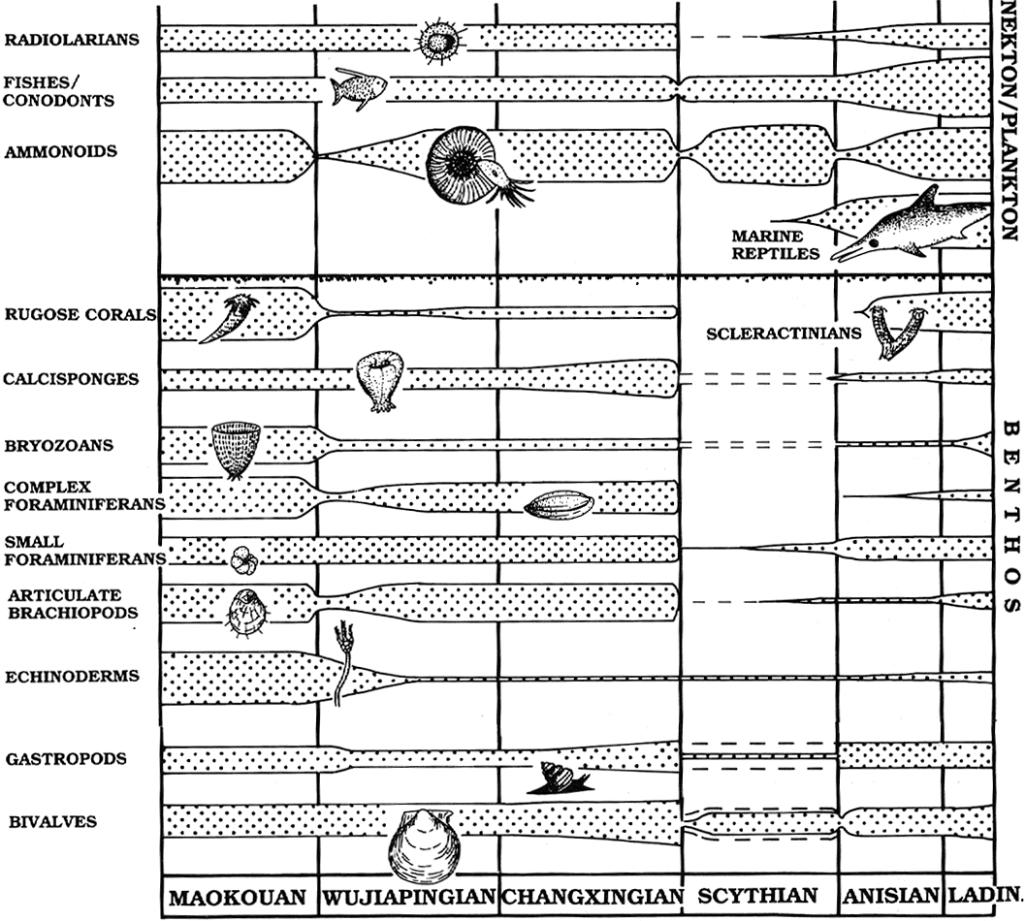 RADIOLARIANS
FISHES/
CONODONTS
AMMONOIDS
MARINE
REPTILES
NEKTON/PLANKTON
RUGOSE CORALS
SCLERACTINIANS
CALCISPONGES
BRYOZOANS
COMPLEX
FORAMINIFERANS
SMALL
FORAMINIFERANS
ARTICULATE
BRACHIOPODS
ECHINODERMS
GASTROPODS
BIVALVES
BENTHOS
MAOKOUAN WUJIAPINGIAN CHANGXINGIAN SCYTHIAN ANISIAN LADIN.